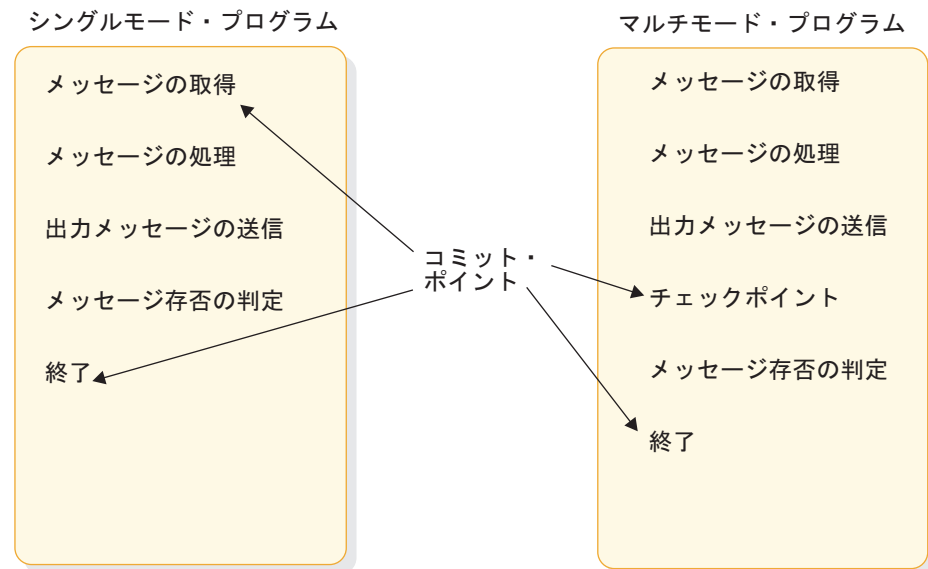 シングルモード・プログラム
メッセージの取得
メッセージの処理
出力メッセージの送信
メッセージ存否の判定
終了
コミット・
ポイント
マルチモード・プログラム
メッセージの取得
メッセージの処理
出力メッセージの送信
チェックポイント
メッセージ存否の判定
終了